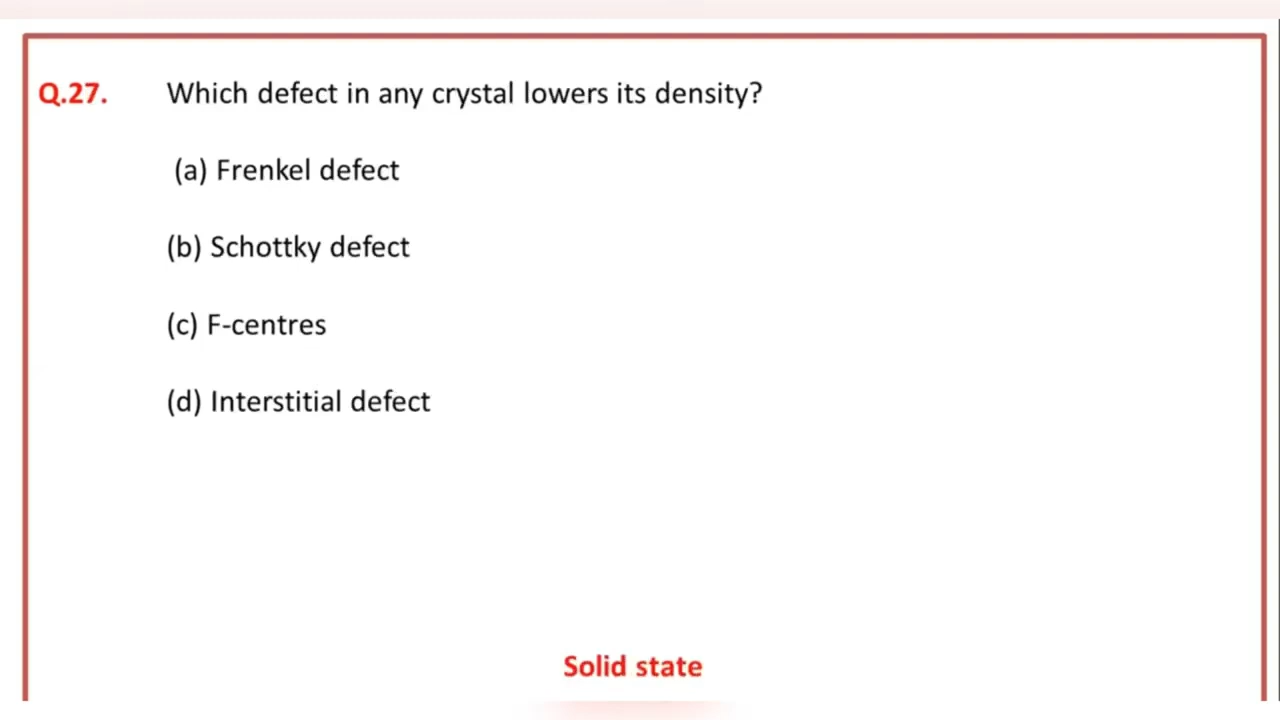 Q.27. Which defect in any crystal lowers its density?
(a) Frenkel defect
(b) Schottky defect
(c) F-centres
(d) Interstitial defect
Solid state